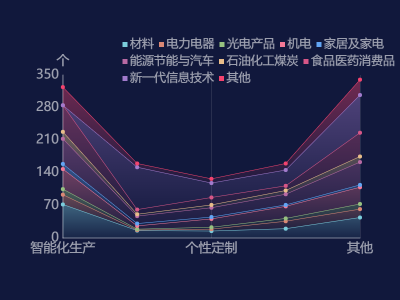 材料 电力电器 光电产品 机电 家居及家电
能源节能与汽车 石油化工煤炭 食品医药消费品
新一代信息技术 其他
个
350
280
210
140
70
0
智能化生产 个性定制 其他